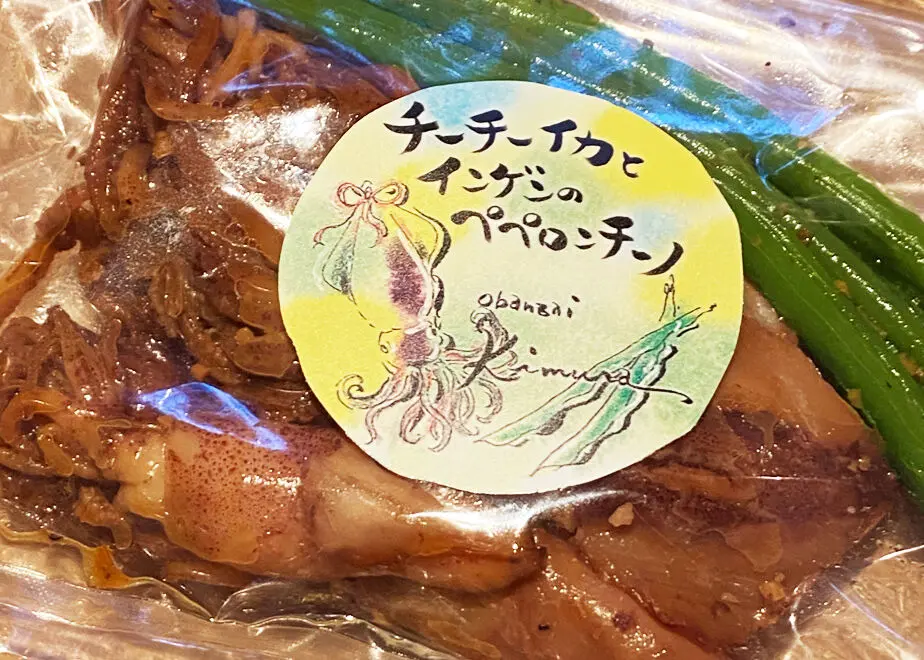 チーチーイカと
インゲンの
ペペロンチーノ
obanzai
Kimura